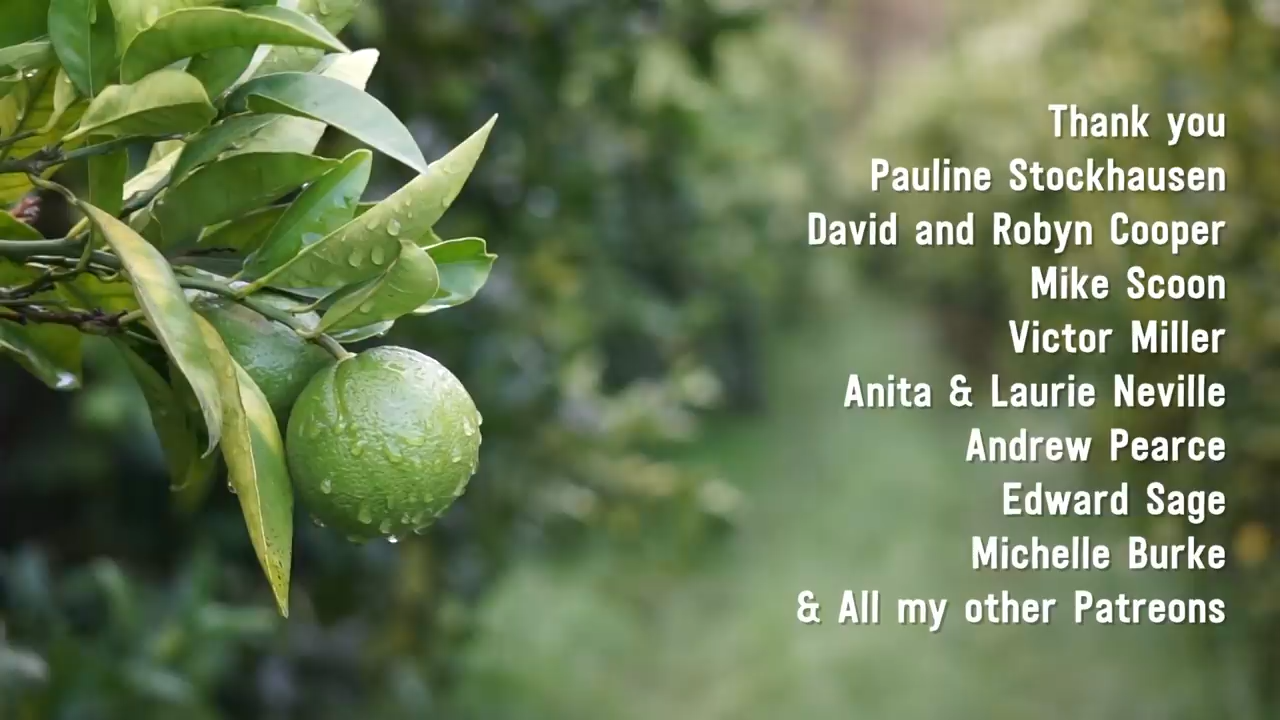 Thank you
Pauline Stockhausen
David and Robyn Cooper
Mike Scoon
Victor Miller
Anita & Laurie Neville
Andrew Pearce
Edward Sage
Michelle Burke
& All my other Patreons